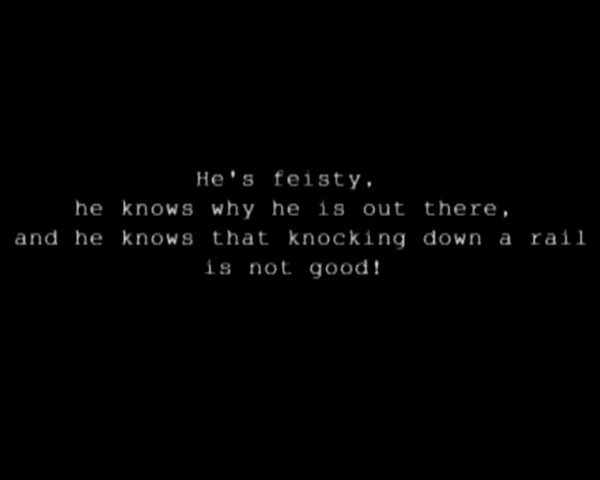 He's feisty,
he knows why he is out there,
and he knows that knocking down a rail
is not good!